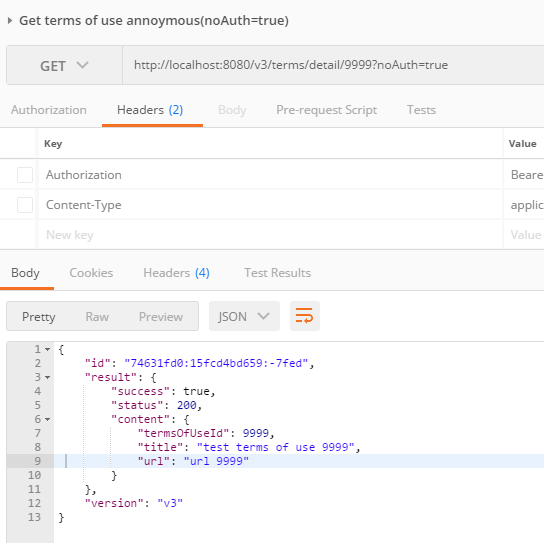 Get terms of use annoymous(noAuth=true)
GET http://localhost:8080/v3/terms/detail/9999?noAuth=true
Authorization Headers (2) Body Pre-request Script Tests
Key Value
Authorization Beare
Content-Type applic
New key Value
Body Cookies Headers (4) Test Results
Pretty Raw Preview JSON
1 {
2 "id": "74631fd0:15fcd4bd659:-7fed",
3 "result": {
4 "success": true,
5 "status": 200,
6 "content": {
7 "termsOfUseId": 9999,
8 "title": "test terms of use 9999",
9 "url": "url 9999"
10 }
11 },
12 "version": "v3"
13 }